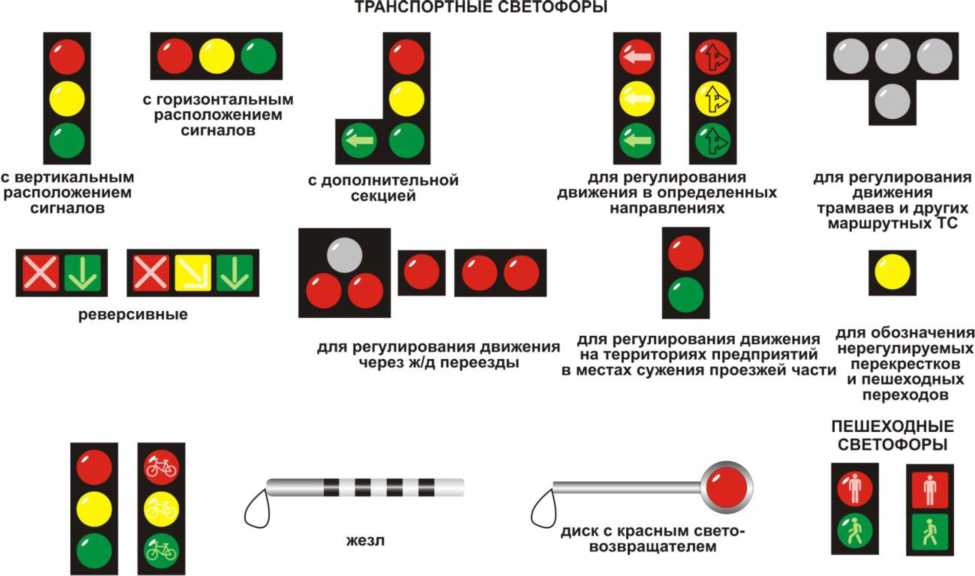 ТРАНСПОРТНЫЕ СВЕТОФОРЫ
с вертикальным
расположением
сигналов
с горизонтальным
расположением
сигналов
с дополнительной
секцией
для регулирования
движения в определенных
направлениях
для регулирования
движения
трамваев и других
маршрутных ТС
реверсивные
для регулирования движения
через ж/д переезды
для регулирования движения
на территориях предприятий
в местах сужения проезжей части
для обозначения
нерегулируемых
перекрестков
и пешеходных
переходов
жезл
диск с красным свето-
возвращателем
ПЕШЕХОДНЫЕ
СВЕТОФОРЫ